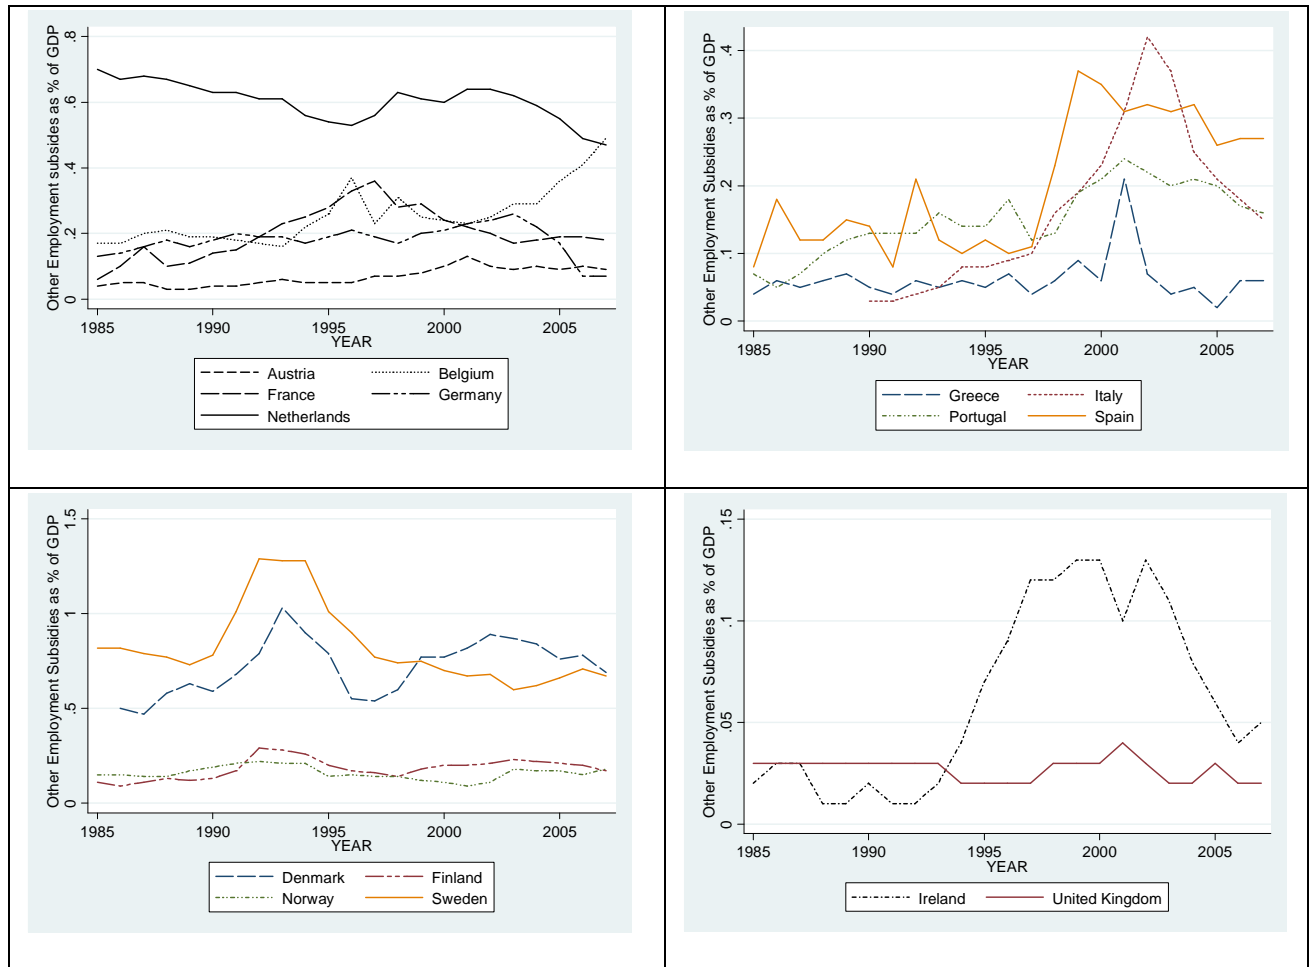 Other Employment subsidies as % of GDP
.8
.6
.4
.2
0
1985 1990 1995 2000 2005
YEAR
Austria Belgium
France Germany
Netherlands
Other Employment Subsidies as % of GDP
.4
.3
.2
.1
0
1985 1990 1995 2000 2005
YEAR
Greece Italy
Portugal Spain
Other Employment Subsidies as % of GDP
1.5
1
.5
0
1985 1990 1995 2000 2005
YEAR
Denmark Finland
Norway Sweden
Other Employment Subsidies as % of GDP
.15
.1
.05
0
1985 1990 1995 2000 2005
YEAR
Ireland United Kingdom